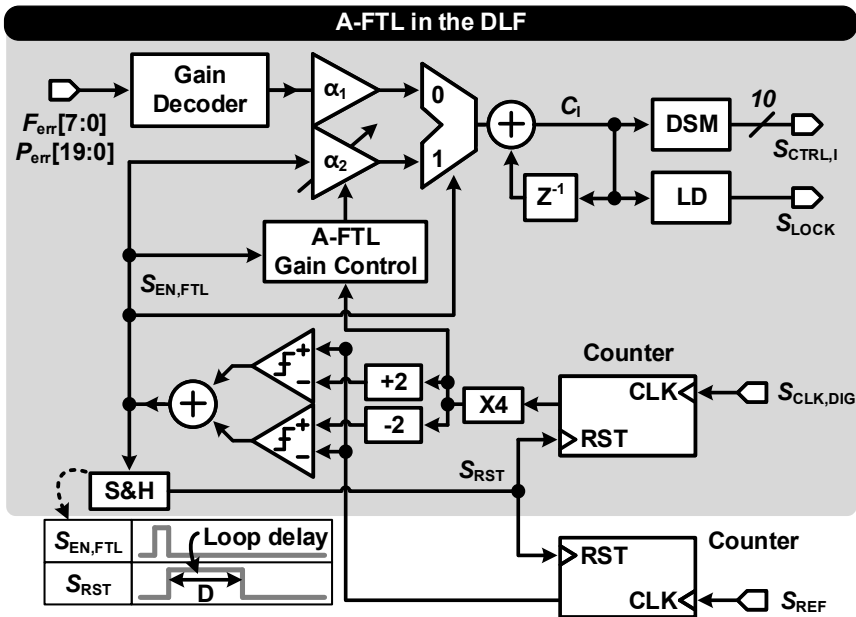 A-FTL in the DLF
Gain Decoder
α1
0
CI
DSM
10
SCTRL,I
Ferr[7:0]
Perr[19:0]
α2
1
+
Z-1
LD
SLOCK
A-FTL Gain Control
SEN,FTL
Counter
+
−
+2
X4
CLK
SCLK,DIG
+
+
−
-2
RST
S&H
SRST
SEN,FTL
Loop delay
SRST
D
Counter
RST
CLK
SREF